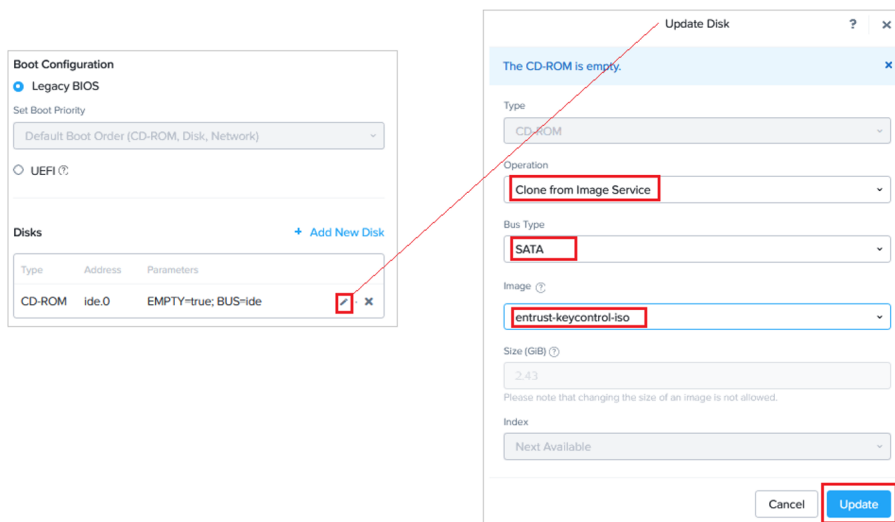 Boot Configuration
Legacy BIOS
Set Boot Priority
Default Boot Order (CD-ROM, Disk, Network)
UEFI ?
Disks
+ Add New Disk
Type Address Parameters
CD-ROM ide.0 EMPTY=true; BUS=ide
Update Disk
? ×
The CD-ROM is empty.
Type
CD-ROM
Operation
Clone from Image Service
Bus Type
SATA
Image ?
entrust-keycontrol-iso
Size (GiB) ?
2.43
Please note that changing the size of an image is not allowed.
Index
Next Available
Cancel
Update